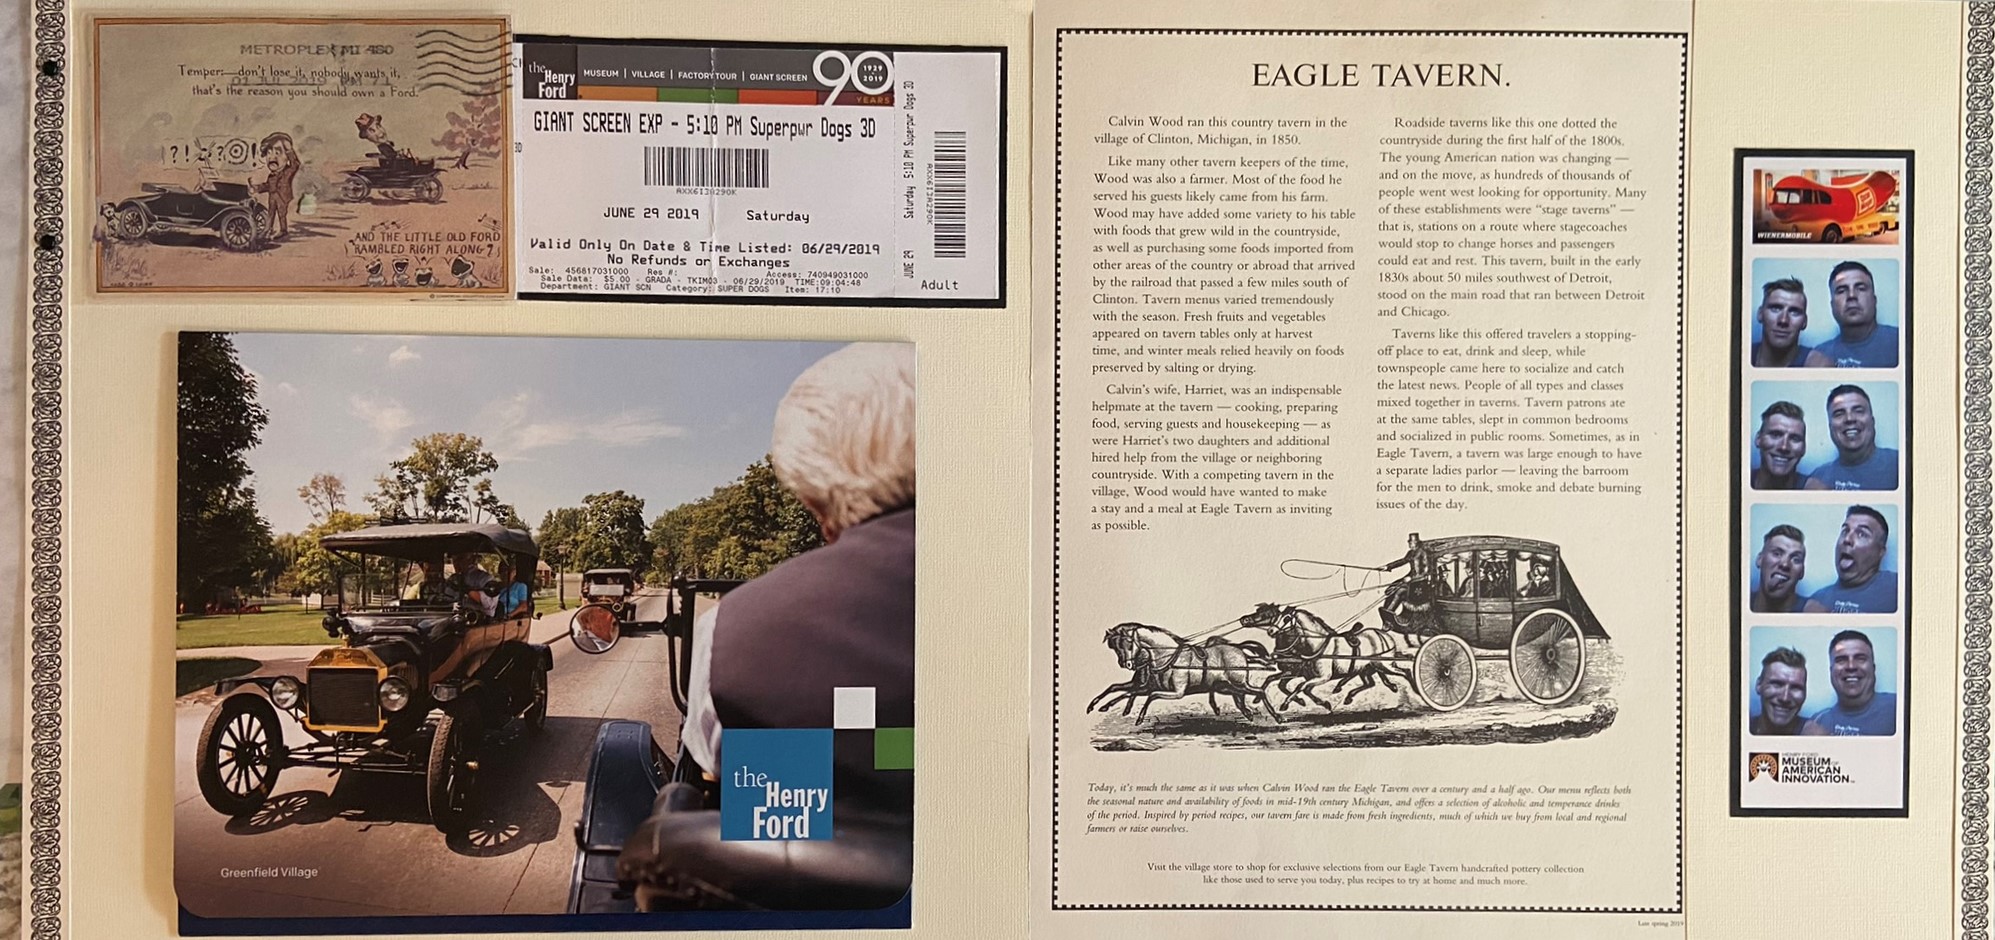 METROPLEX MI 480
Temper:—don't lose it, nobody wants it,
that's the reason you should own a Ford.
?!
AND THE LITTLE OLD FORD
RAMBLED RIGHT ALONG
the
Henry
Ford
MUSEUM | VILLAGE | FACTORY TOUR | GIANT SCREEN
90
1929
2019
YEARS
GIANT SCREEN EXP - 5:10 PM Superpwr Dogs 3D
3D
JUNE 29 2019 Saturday
Valid Only On Date & Time Listed: 06/29/2019
No Refunds or Exchanges
Sale: 456817031000 Res #: Access: 740949031000
Sale Data: $5.00 - GRADA - TKIM03 - 06/29/2019 TIME:09:04:48
Department: GIANT SCN Category: SUPER DOGS Item: 17:10
JUNE 29 Saturday 5:10 PM Superpwr Dogs 3D
Adult
the
Henry
Ford
Greenfield Village
EAGLE TAVERN.
Calvin Wood ran this country tavern in the
village of Clinton, Michigan, in 1850.
Like many other tavern keepers of the time,
Wood was also a farmer. Most of the food he
served his guests likely came from his farm.
Wood may have added some variety to his table
with foods that grew wild in the countryside,
as well as purchasing some foods imported from
other areas of the country or abroad that arrived
by the railroad that passed a few miles south of
Clinton. Tavern menus varied tremendously
with the season. Fresh fruits and vegetables
appeared on tavern tables only at harvest
time, and winter meals relied heavily on foods
preserved by salting or drying.
Calvin's wife, Harriet, was an indispensable
helpmate at the tavern — cooking, preparing
food, serving guests and housekeeping — as
were Harriet's two daughters and additional
hired help from the village or neighboring
countryside. With a competing tavern in the
village, Wood would have wanted to make
a stay and a meal at Eagle Tavern as inviting
as possible.
Roadside taverns like this one dotted the
countryside during the first half of the 1800s.
The young American nation was changing —
and on the move, as hundreds of thousands of
people went west looking for opportunity. Many
of these establishments were “stage taverns” —
that is, stations on a route where stagecoaches
would stop to change horses and passengers
could eat and rest. This tavern, built in the early
1830s about 50 miles southwest of Detroit,
stood on the main road that ran between Detroit
and Chicago.
Taverns like this offered travelers a stopping-
off place to eat, drink and sleep, while
townspeople came here to socialize and catch
the latest news. People of all types and classes
mixed together in taverns. Tavern patrons ate
at the same tables, slept in common bedrooms
and socialized in public rooms. Sometimes, as in
Eagle Tavern, a tavern was large enough to have
a separate ladies parlor — leaving the barroom
for the men to drink, smoke and debate burning
issues of the day.
Today, it's much the same as it was when Calvin Wood ran the Eagle Tavern over a century and a half ago. Our menu reflects both
the seasonal nature and availability of foods in mid-19th century Michigan, and offers a selection of alcoholic and temperance drinks
of the period. Inspired by period recipes, our tavern fare is made from fresh ingredients, much of which we buy from local and regional
farmers or raise ourselves.
Visit the village store to shop for exclusive selections from our Eagle Tavern handcrafted pottery collection
like those used to serve you today, plus recipes to try at home and much more.
Late spring 2019
WIENERMOBILE
HENRY FORD
MUSEUM OF
AMERICAN
INNOVATION